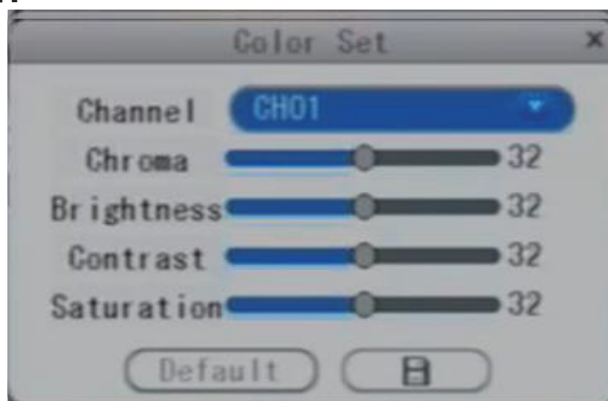 Color Set
Channel CH01
Chroma 32
Brightness 32
Contrast 32
Saturation 32
Default